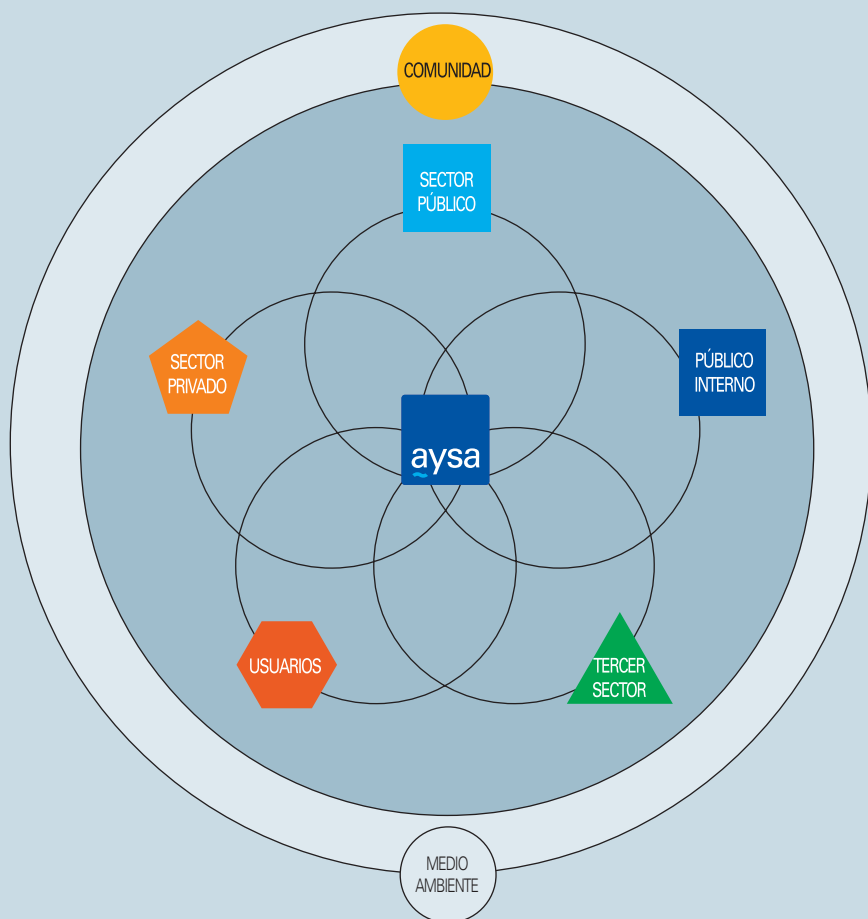 COMUNIDAD
SECTOR
PÚBLICO
SECTOR
PRIVADO
PÚBLICO
INTERNO
aysa
USUARIOS
TERCER
SECTOR
MEDIO
AMBIENTE